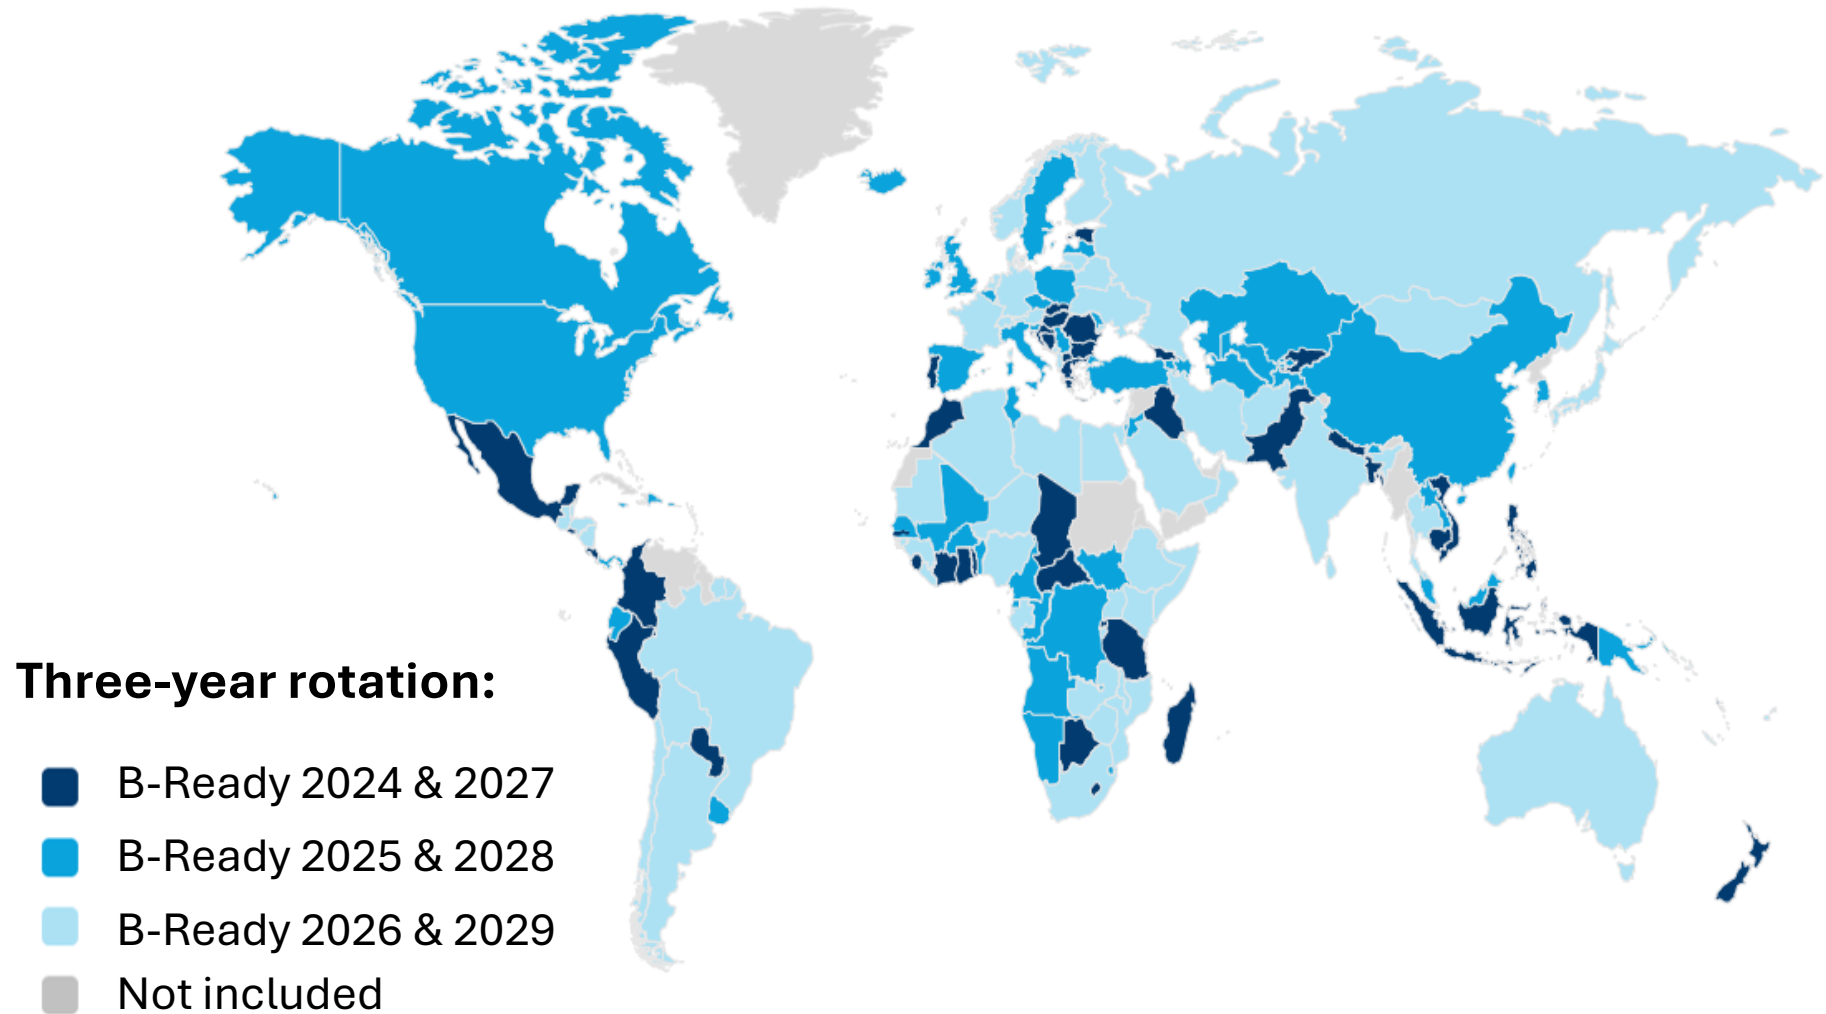 Three-year rotation:
B-Ready 2024 & 2027
B-Ready 2025 & 2028
B-Ready 2026 & 2029
Not included